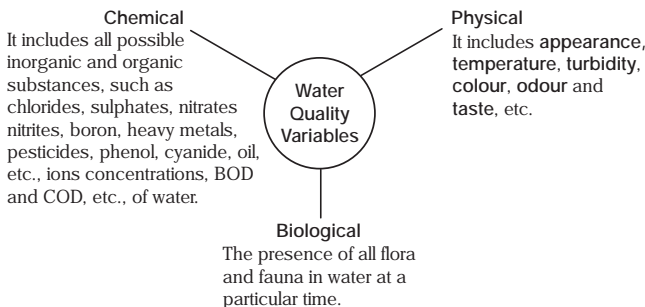 Chemical
It includes all possible
inorganic and organic
substances, such as
chlorides, sulphates, nitrates
nitrites, boron, heavy metals,
pesticides, phenol, cyanide, oil,
etc., ions concentrations, BOD
and COD, etc., of water.
Water
Quality
Variables
Physical
It includes appearance,
temperature, turbidity,
colour, odour and
taste, etc.
Biological
The presence of all flora
and fauna in water at a
particular time.